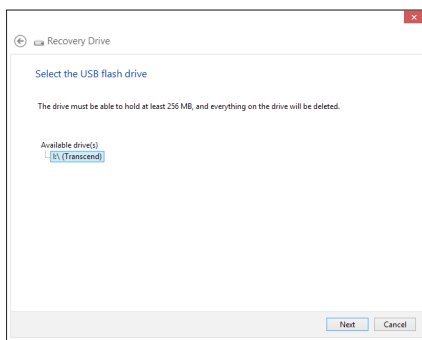 Recovery Drive
Select the USB flash drive
The drive must be able to hold at least 256 MB, and everything on the drive will be deleted.
Available drive(s)
I:\ (Transcend)
Next Cancel